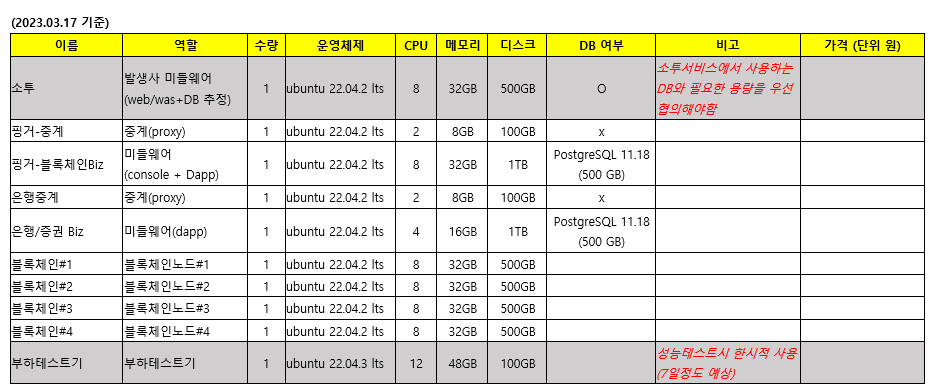 (2023.03.17 기준)
이름 역할 수량 운영체제 CPU 메모리 디스크 DB 여부 비고 가격 (단위 원)
소투 발생사 미들웨어 (web/was+DB 추정) 1 ubuntu 22.04.2 lts 8 32GB 500GB O 소투서비스에서 사용하는 DB와 필요한 용량을 우선 협의해야함
핑거-중계 중계(proxy) 1 ubuntu 22.04.2 lts 2 8GB 100GB x
핑거-블록체인Biz 미들웨어 (console + Dapp) 1 ubuntu 22.04.2 lts 8 32GB 1TB PostgreSQL 11.18 (500 GB)
은행중계 중계(proxy) 1 ubuntu 22.04.2 lts 2 8GB 100GB x
은행/증권 Biz 미들웨어(dapp) 1 ubuntu 22.04.2 lts 4 16GB 1TB PostgreSQL 11.18 (500 GB)
블록체인#1 블록체인노드#1 1 ubuntu 22.04.2 lts 8 32GB 500GB
블록체인#2 블록체인노드#2 1 ubuntu 22.04.2 lts 8 32GB 500GB
블록체인#3 블록체인노드#3 1 ubuntu 22.04.2 lts 8 32GB 500GB
블록체인#4 블록체인노드#4 1 ubuntu 22.04.2 lts 8 32GB 500GB
부하테스트기 부하테스트기 1 ubuntu 22.04.3 lts 12 48GB 100GB 성능테스트시 한시적 사용 (7일정도 예상)